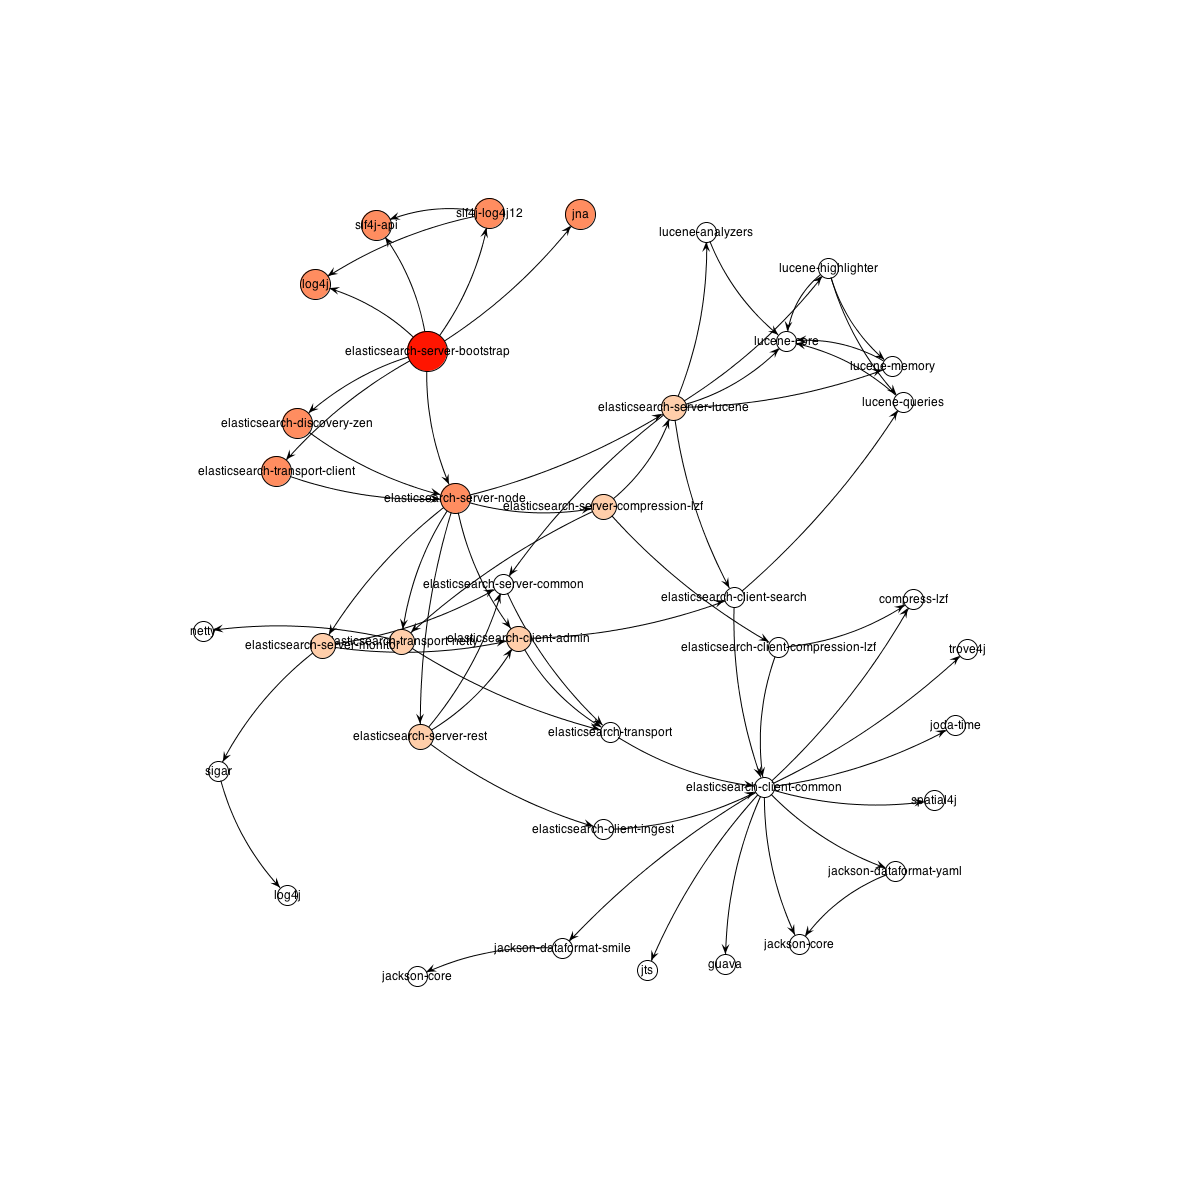 slf4j-log4j12
jna
slf4j-api
lucene-analyzers
lucene-highlighter
log4j
lucene-core
elasticsearch-server-bootstrap
lucene-memory
lucene-queries
elasticsearch-server-lucene
elasticsearch-discovery-zen
elasticsearch-transport-client
elasticsearch-server-node
elasticsearch-server-compression-lzf
elasticsearch-server-common
elasticsearch-client-search
compress-lzf
netty
elasticsearch-server-monitor
elasticsearch-transport-netty
elasticsearch-client-admin
elasticsearch-client-compression-lzf
trove4j
joda-time
elasticsearch-server-rest
elasticsearch-transport
sigar
elasticsearch-client-common
spatial4j
elasticsearch-client-ingest
jackson-dataformat-yaml
log4j
jackson-core
jackson-dataformat-smile
guava
jts
jackson-core